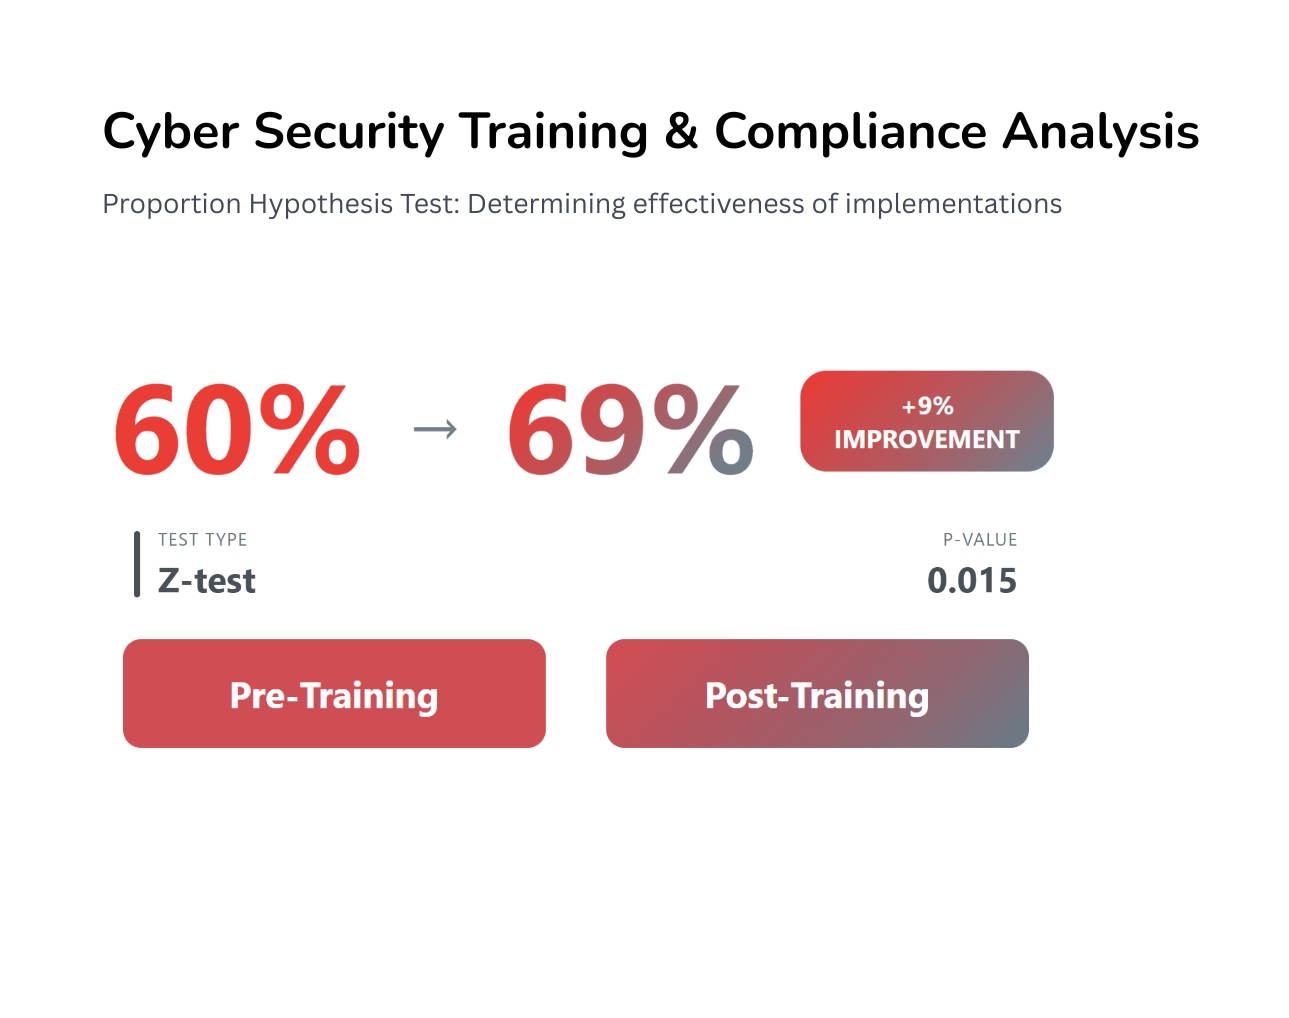 Cyber Security Training & Compliance Analysis
Proportion Hypothesis Test: Determining effectiveness of implementations
60% → 69%
+9%
IMPROVEMENT
TEST TYPE
Z-test
P-VALUE
0.015
Pre-Training
Post-Training